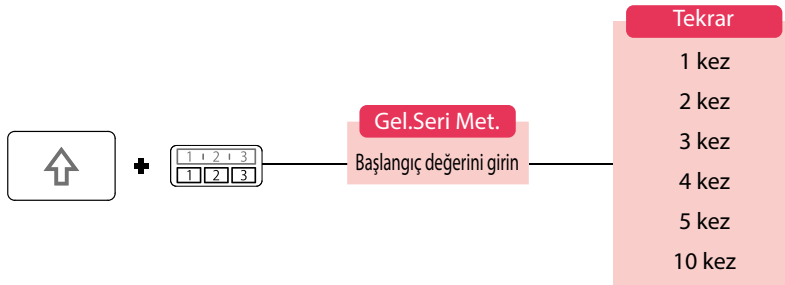 Tekrar
1 kez
2 kez
3 kez
4 kez
5 kez
10 kez
Gel.Seri Met.
Başlangıç değerini girin
1 2 3
1 2 3